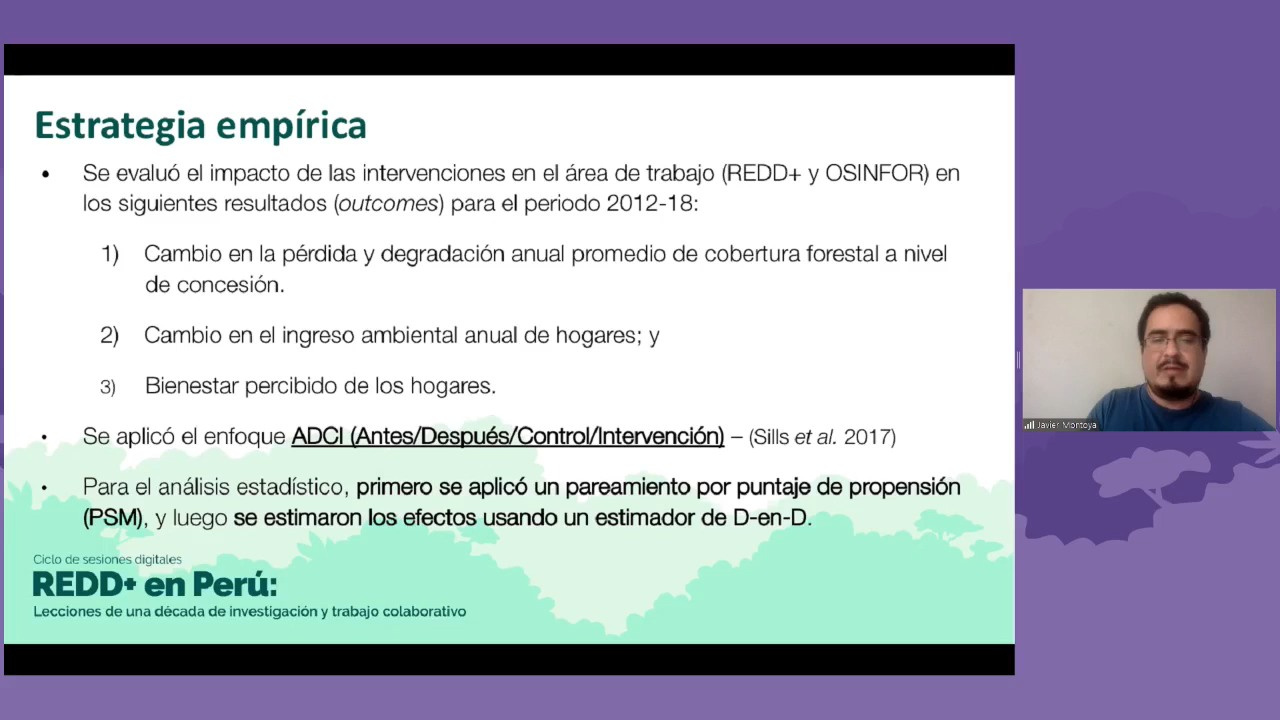 Estrategia empírica
• Se evaluó el impacto de las intervenciones en el área de trabajo (REDD+ y OSINFOR) en
los siguientes resultados (outcomes) para el periodo 2012-18:
1) Cambio en la pérdida y degradación anual promedio de cobertura forestal a nivel
de concesión.
2) Cambio en el ingreso ambiental anual de hogares; y
3) Bienestar percibido de los hogares.
• Se aplicó el enfoque ADCI (Antes/Después/Control/Intervención) – (Sills et al. 2017)
• Para el análisis estadístico, primero se aplicó un pareamiento por puntaje de propensión
(PSM), y luego se estimaron los efectos usando un estimador de D-en-D.
Ciclo de sesiones digitales
REDD+ en Perú:
Lecciones de una década de investigación y trabajo colaborativo
Javier Montoya